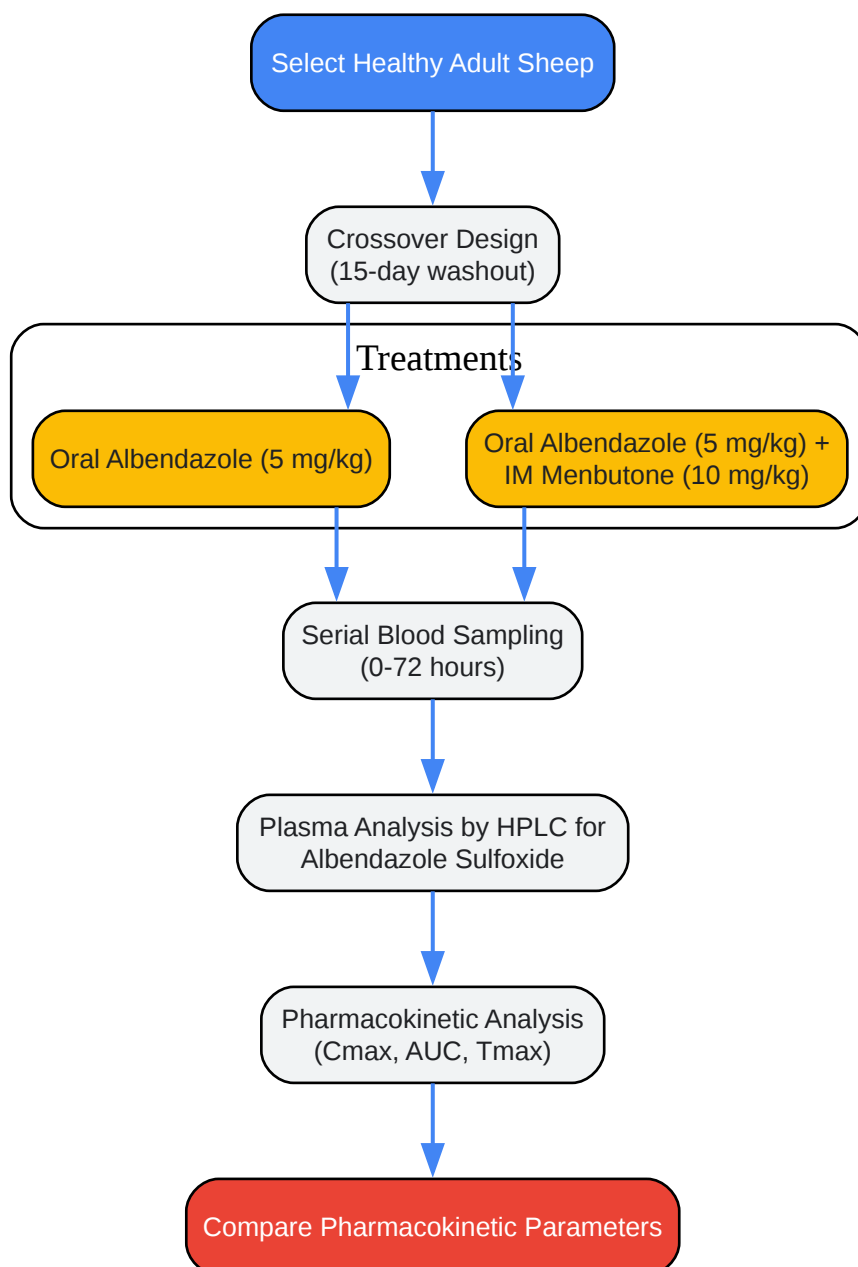 Select Healthy Adult Sheep
Crossover Design
(15-day washout)
Treatments
Oral Albendazole (5 mg/kg)
Oral Albendazole (5 mg/kg) +
IM Menbutone (10 mg/kg)
Serial Blood Sampling
(0-72 hours)
Plasma Analysis by HPLC for
Albendazole Sulfoxide
Pharmacokinetic Analysis
(Cmax, AUC, Tmax)
Compare Pharmacokinetic Parameters